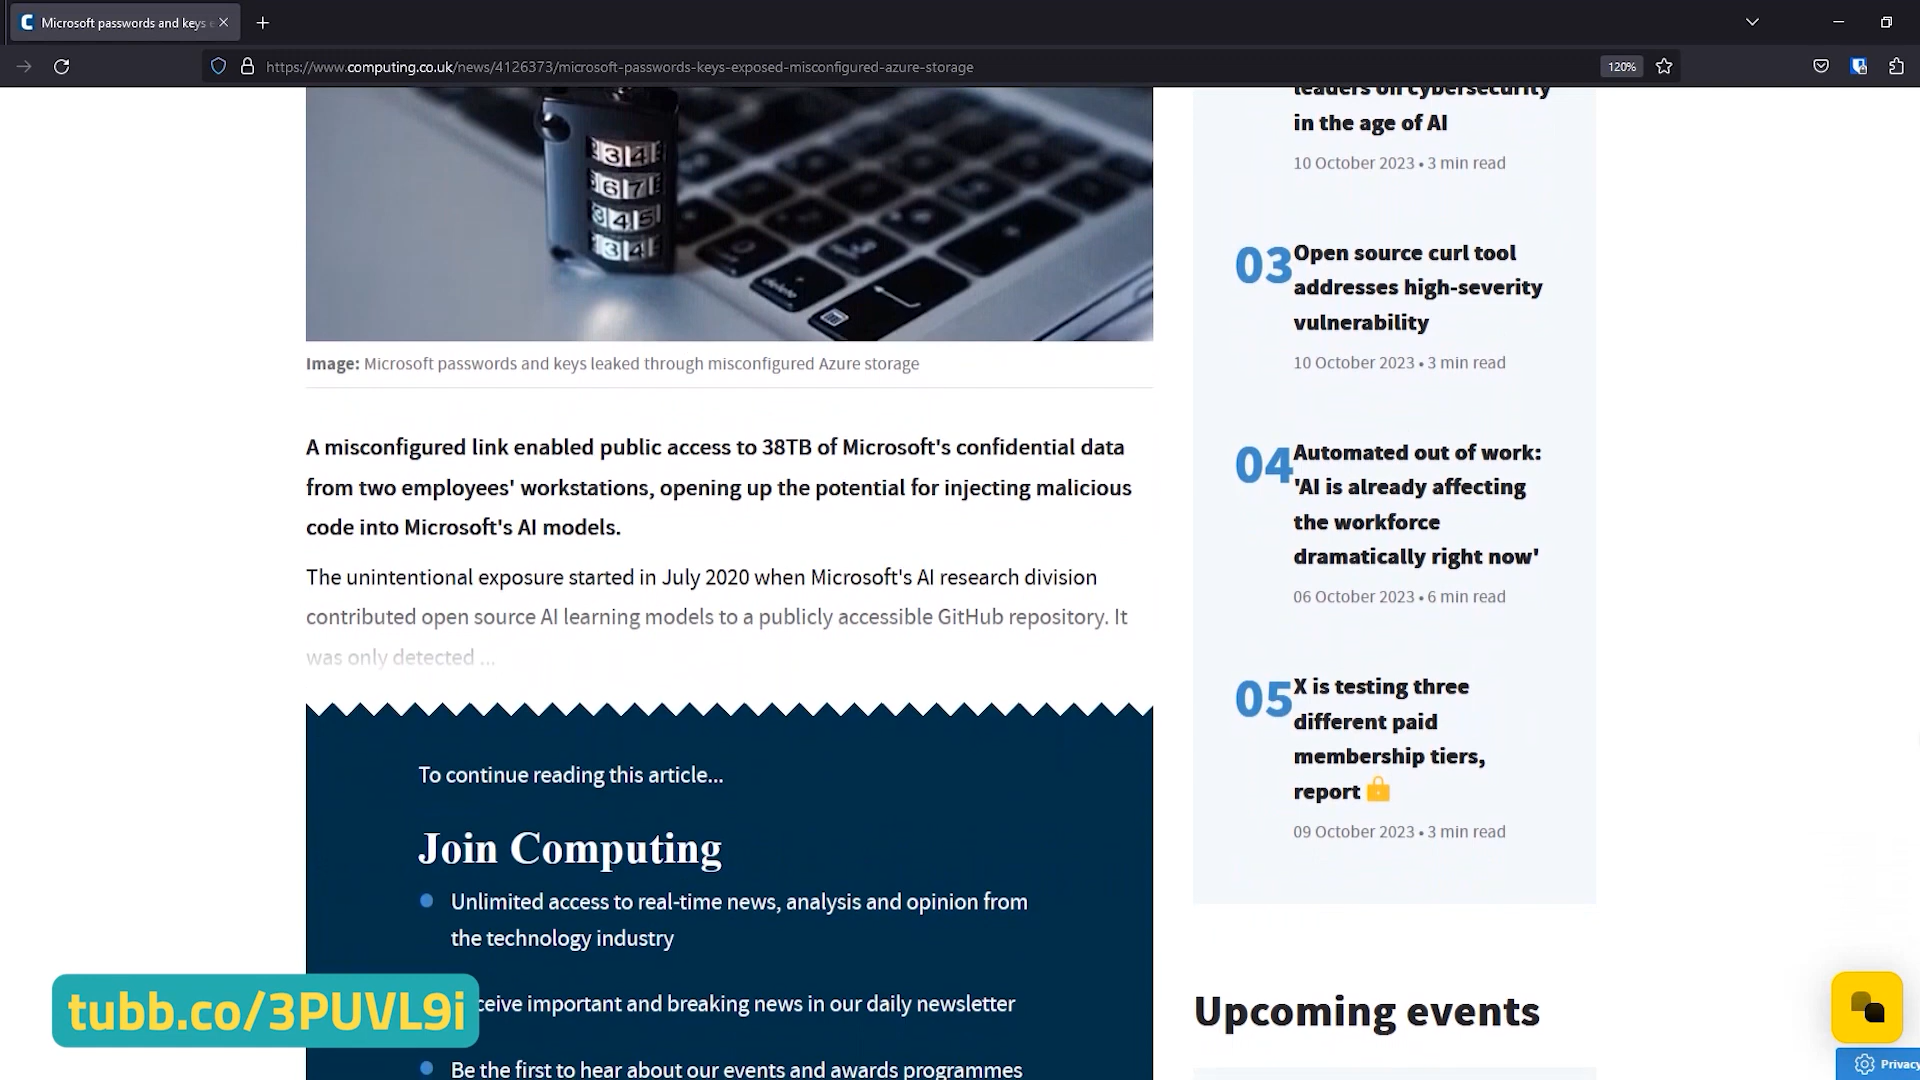 Microsoft passwords and keys e
https://www.computing.co.uk/news/4126373/microsoft-passwords-keys-exposed-misconfigured-azure-storage
120%
234
567
345
234
delete
Image: Microsoft passwords and keys leaked through misconfigured Azure storage
A misconfigured link enabled public access to 38TB of Microsoft's confidential data
from two employees' workstations, opening up the potential for injecting malicious
code into Microsoft's AI models.
The unintentional exposure started in July 2020 when Microsoft's AI research division
contributed open source AI learning models to a publicly accessible GitHub repository. It
was only detected ...
To continue reading this article...
Join Computing
Unlimited access to real-time news, analysis and opinion from
the technology industry
ceive important and breaking news in our daily newsletter
Be the first to hear about our events and awards programmes
leaders on cybersecurity
in the age of AI
10 October 2023 • 3 min read
03
Open source curl tool
addresses high-severity
vulnerability
10 October 2023 • 3 min read
04
Automated out of work:
'AI is already affecting
the workforce
dramatically right now'
06 October 2023 • 6 min read
05
X is testing three
different paid
membership tiers,
report
09 October 2023 • 3 min read
Upcoming events
Privacy
tubb.co/3PUVL9i